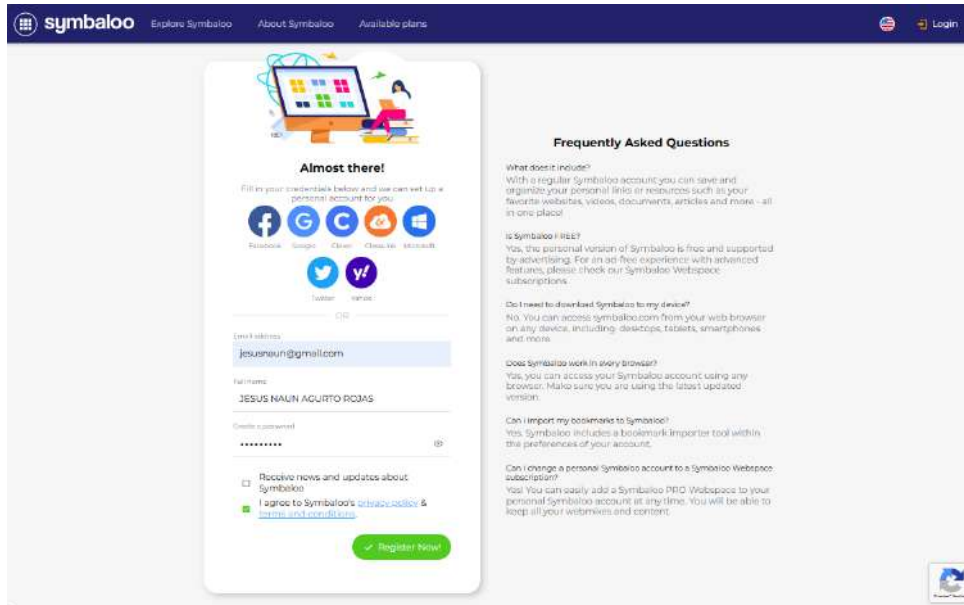 symbaloo Explore Symbaloo About Symbaloo Available plans Login
Almost there!
Fill in your credentials below and we can set up a
personal account for you
Facebook Google Clever ClassLink Microsoft
Twitter Yahoo
OR
Email address
jesusnaun@gmail.com
Full name
JESUS NAUN AGURTO ROJAS
Create a password
•••••••••
Receive news and updates about
Symbaloo
I agree to Symbaloo's privacy policy &
terms and conditions.
Register Now!
Frequently Asked Questions
What does it include?
With a regular Symbaloo account you can save and
organize your personal links or resources such as your
favorite websites, videos, documents, articles and more - all
in one place!
Is Symbaloo FREE?
Yes, the personal version of Symbaloo is free and supported
by advertising. For an ad-free experience with advanced
features, please check our Symbaloo Webspace
subscriptions.
Do I need to download Symbaloo to my device?
No. You can access symbaloo.com from your web browser
on any device, including: desktops, tablets, smartphones
and more.
Does Symbaloo work in every browser?
Yes, you can access your Symbaloo account using any
browser. Make sure you are using the latest updated
version.
Can I import my bookmarks to Symbaloo?
Yes. Symbaloo includes a bookmark importer tool within
the preferences of your account.
Can I change a personal Symbaloo account to a Symbaloo Webspace
subscription?
Yes! You can easily add a Symbaloo PRO Webspace to your
personal Symbaloo account at any time. You will be able to
keep all your webmixes and content.